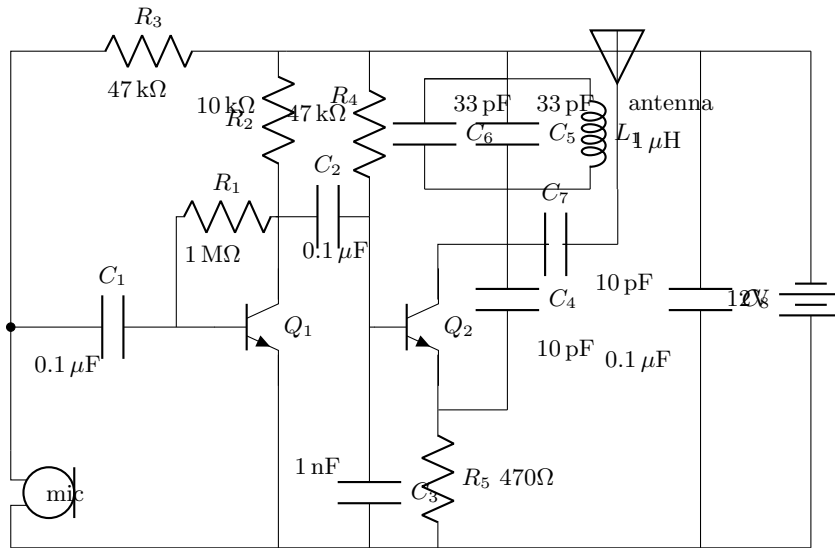 R3
47 kΩ
10 kΩ
R2
47 kΩ
R4
33 pF
C6
33 pF
C5
L1
1 μH
antenna
R1
1 MΩ
C2
0.1 μF
C7
10 pF
C1
0.1 μF
Q1
Q2
C4
10 pF
0.1 μF
C8
12V
mic
1 nF
C3
R5 470Ω